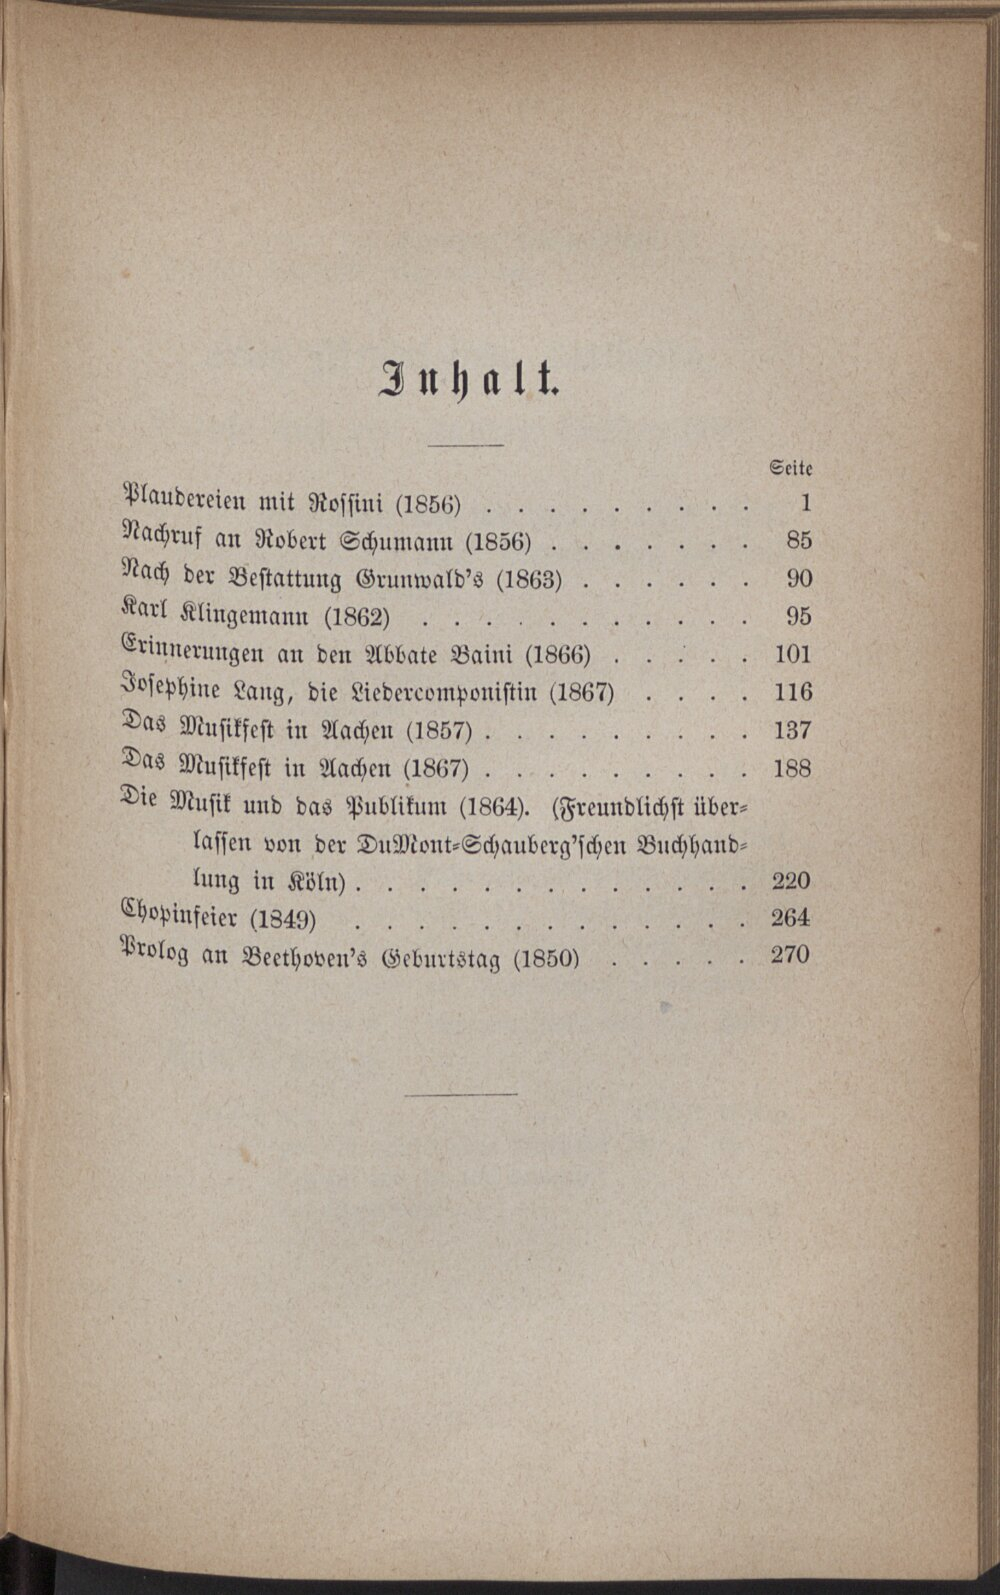 Inhalt.
Seite
Plaudereien mit Rossini (1856) . . . . . . . . . 1
Nachruf an Robert Schumann (1856) . . . . . . . 85
Nach der Bestattung Grunwald's (1863) . . . . . . 90
Karl Klingemann (1862) . . . . . . . . . . . 95
Erinnerungen an den Abbate Baini (1866) . . . . . 101
Josephine Lang, die Liedercomponistin (1867) . . . . 116
Das Musikfest in Aachen (1857) . . . . . . . . . 137
Das Musikfest in Aachen (1867) . . . . . . . . . 188
Die Musik und das Publikum (1864). (Freundlichst über-
lassen von der DuMont-Schauberg'schen Buchhand-
lung in Köln) . . . . . . . . . . . . . 220
Chopinfeier (1849) . . . . . . . . . . . . . 264
Prolog an Beethoven's Geburtstag (1850) . . . . . 270